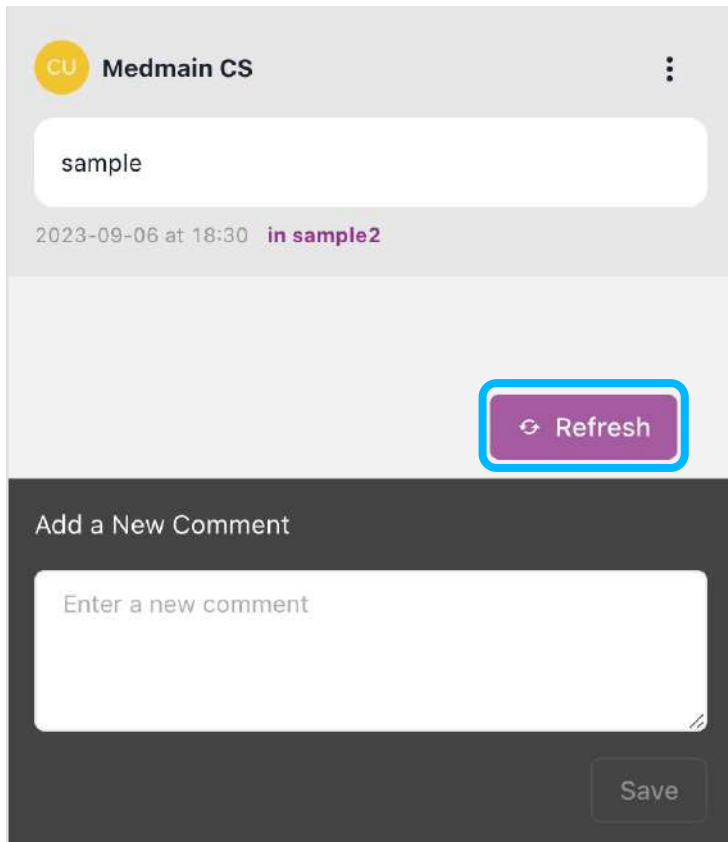 CU Medmain CS
sample
2023-09-06 at 18:30 in sample2
Refresh
Add a New Comment
Enter a new comment
Save